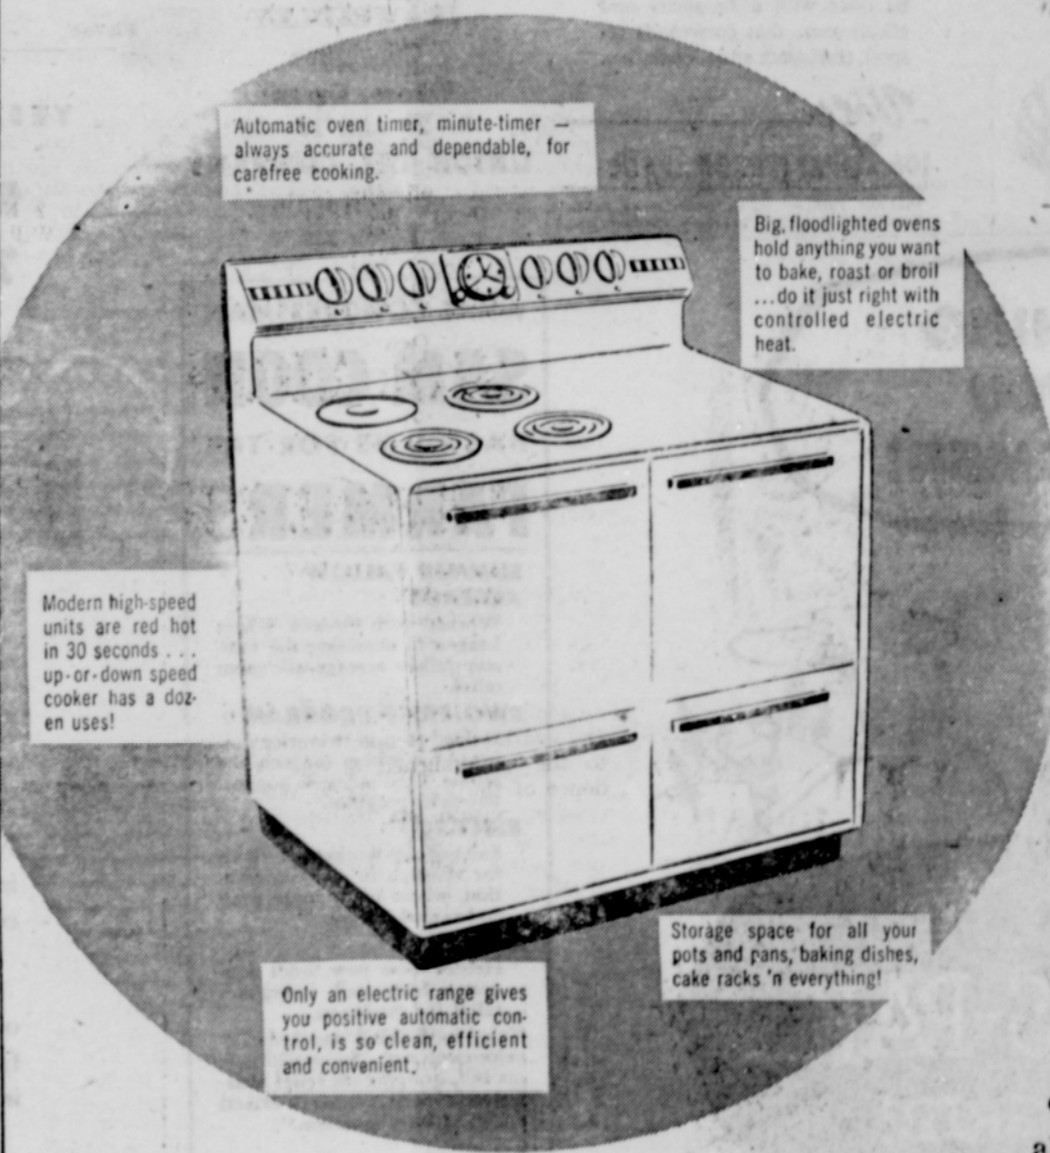 Automatic oven timer, minute-timer —
always accurate and dependable, for
carefree cooking.
Big, floodlighted ovens
hold anything you want
to bake, roast or broil
...do it just right with
controlled electric
heat.
Modern high-speed
units are red hot
in 30 seconds . . .
up-or-down speed
cooker has a doz-
en uses!
Storage space for all your
pots and pans, baking dishes,
cake racks 'n everything!
Only an electric range gives
you positive automatic con-
trol, is so clean, efficient
and convenient.
a